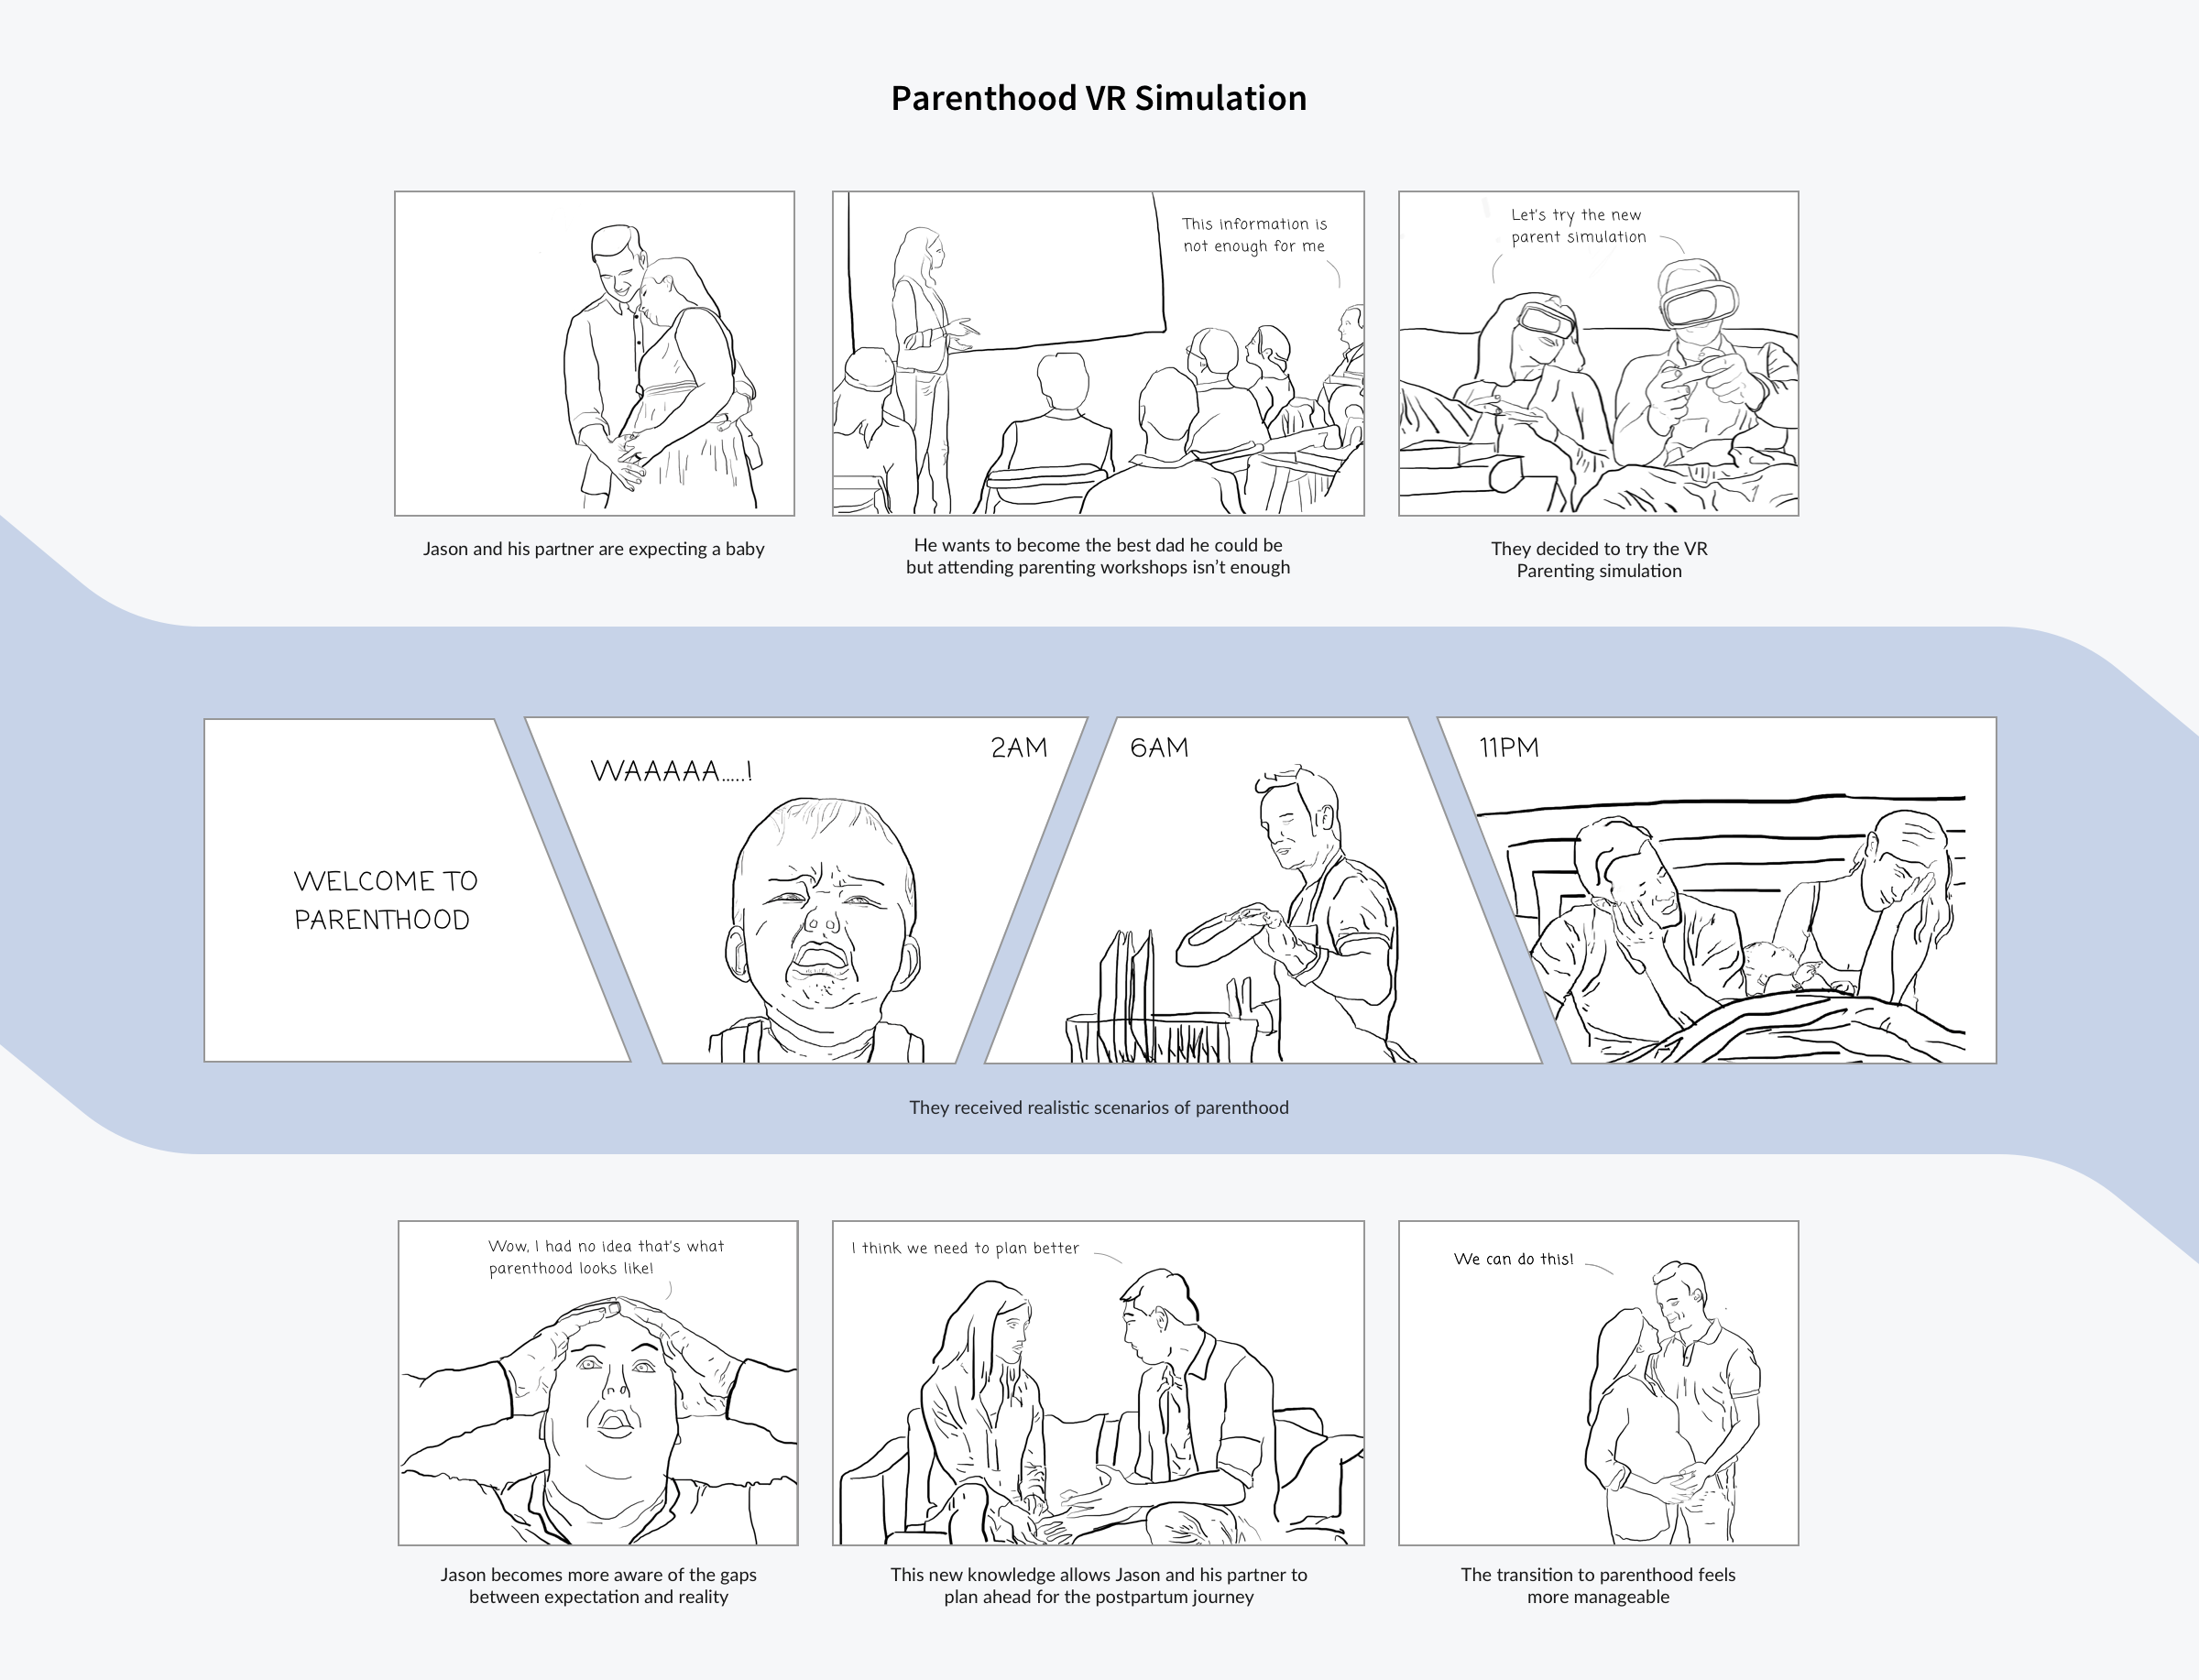 Parenthood VR Simulation
This information is
not enough for me
Let's try the new
parent simulation
Jason and his partner are expecting a baby
He wants to become the best dad he could be
but attending parenting workshops isn’t enough
They decided to try the VR
Parenting simulation
WELCOME TO
PARENTHOOD
WAAAAA.....!
2AM
6AM
11PM
They received realistic scenarios of parenthood
Wow, I had no idea that's what
parenthood looks like!
I think we need to plan better
We can do this!
Jason becomes more aware of the gaps
between expectation and reality
This new knowledge allows Jason and his partner to
plan ahead for the postpartum journey
The transition to parenthood feels
more manageable